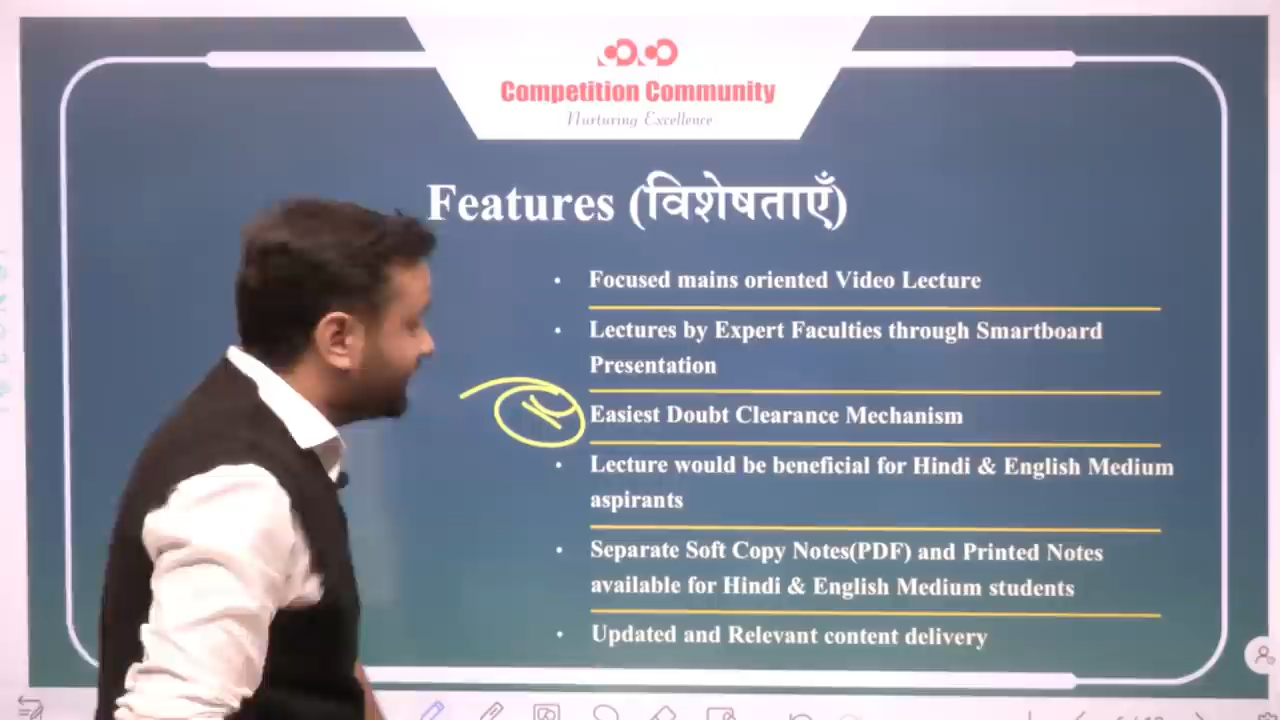 Competition Community
Nurturing Excellence
Features (विशेषताएँ)
• Focused mains oriented Video Lecture
• Lectures by Expert Faculties through Smartboard
Presentation
Easiest Doubt Clearance Mechanism
• Lecture would be beneficial for Hindi & English Medium
aspirants
• Separate Soft Copy Notes(PDF) and Printed Notes
available for Hindi & English Medium students
• Updated and Relevant content delivery